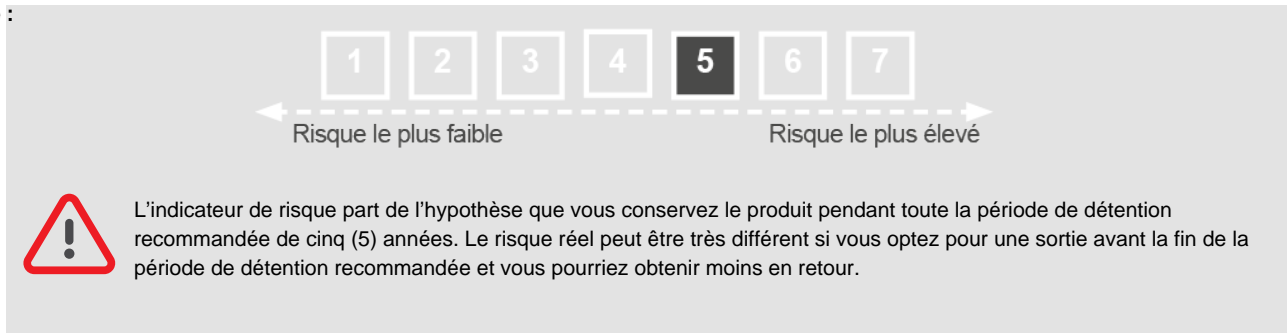 :
1 2 3 4 5 6 7
Risque le plus faible Risque le plus élevé
L'indicateur de risque part de l'hypothèse que vous conservez le produit pendant toute la période de détention
recommandée de cinq (5) années. Le risque réel peut être très différent si vous optez pour une sortie avant la fin de la
période de détention recommandée et vous pourriez obtenir moins en retour.